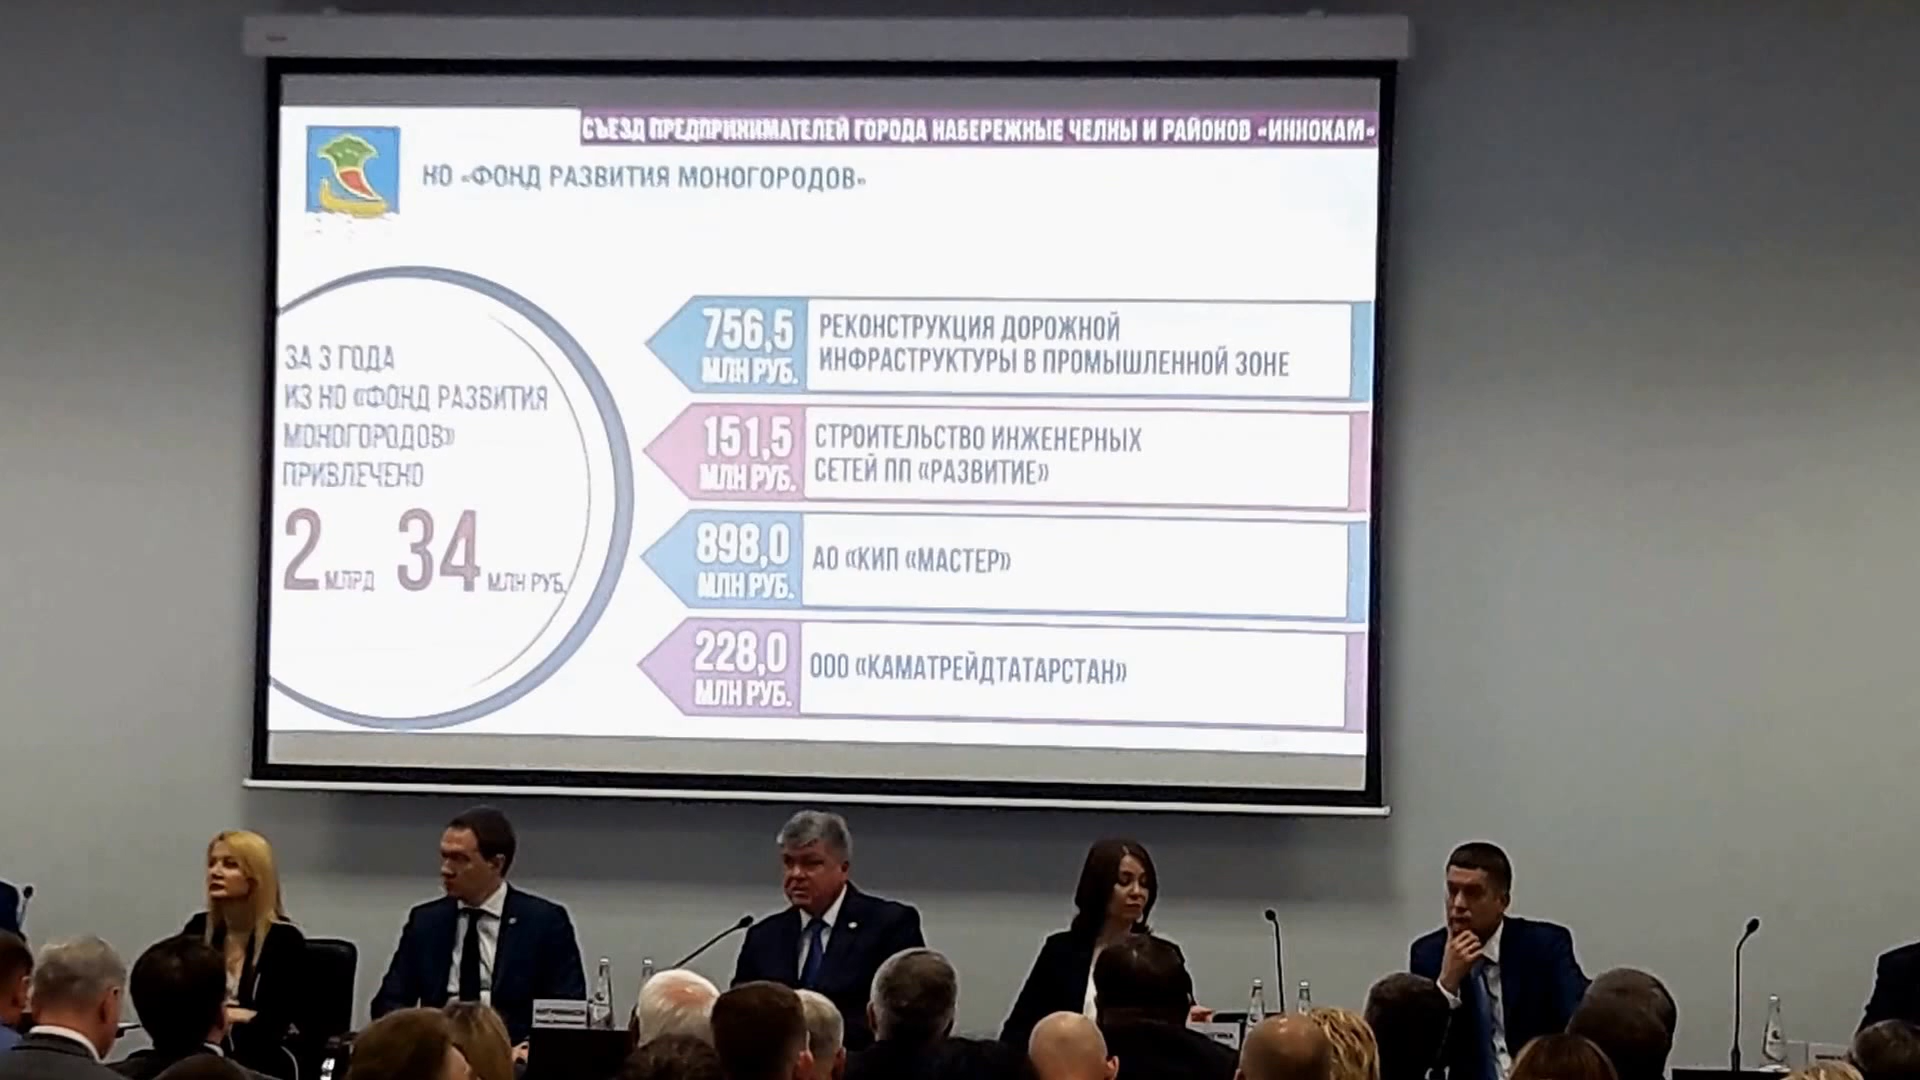 СЪЕЗД ПРЕДПРИНИМАТЕЛЕЙ ГОРОДА НАБЕРЕЖНЫЕ ЧЕЛНЫ И РАЙОНОВ «ИННОКАМ»
НО «ФОНД РАЗВИТИЯ МОНОГОРОДОВ»
ЗА 3 ГОДА
ИЗ НО «ФОНД РАЗВИТИЯ
МОНОГОРОДОВ»
ПРИВЛЕЧЕНО
2 МЛРД 34 МЛН РУБ.
756,5
МЛН РУБ.
РЕКОНСТРУКЦИЯ ДОРОЖНОЙ
ИНФРАСТРУКТУРЫ В ПРОМЫШЛЕННОЙ ЗОНЕ
151,5
МЛН РУБ.
СТРОИТЕЛЬСТВО ИНЖЕНЕРНЫХ
СЕТЕЙ ПП «РАЗВИТИЕ»
898,0
МЛН РУБ.
АО «КИП «МАСТЕР»
228,0
МЛН РУБ.
ООО «КАМАТРЕЙДТАТАРСТАН»